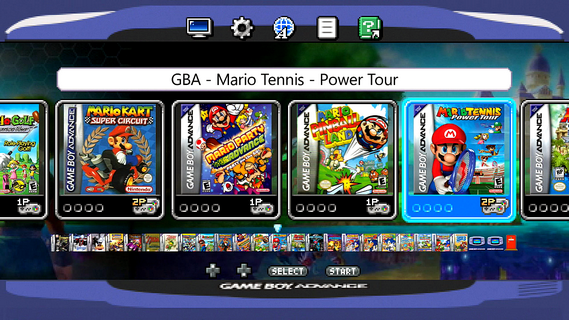 GBA - Mario Tennis - Power Tour
MARIO KART
SUPER CIRCUIT
GAME BOY ADVANCE
Nintendo
MARIO PARTY
ADVANCE
GAME BOY ADVANCE
MARIO
PINBALL
LAND
GAME BOY ADVANCE
MARIO TENNIS
Power Tour
GAME BOY ADVANCE
1P
2P
1P
1P
2P
SELECT
START
GAME BOY ADVANCE